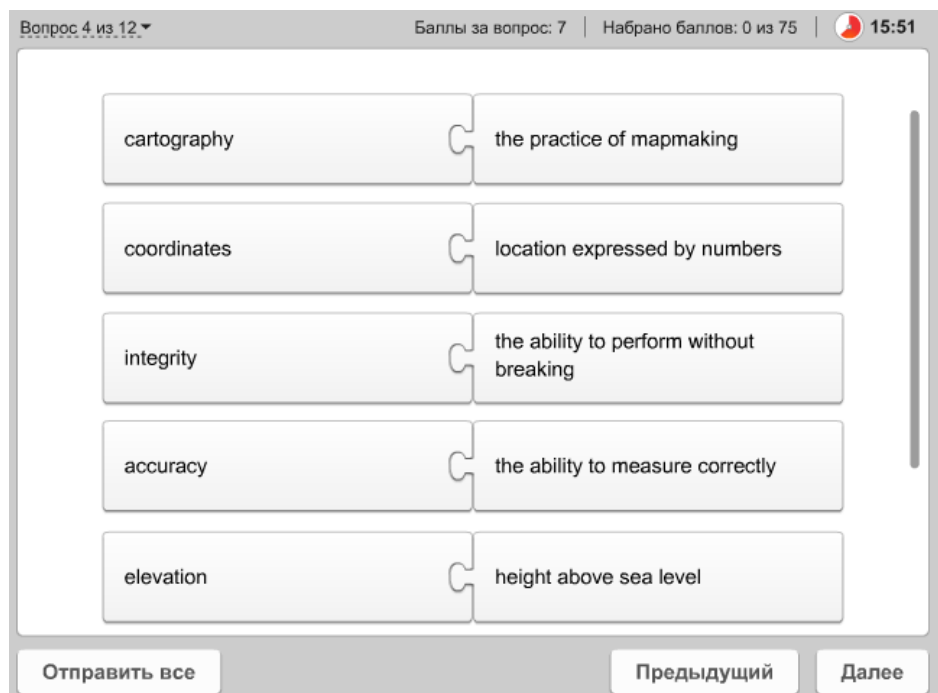 Вопрос 4 из 12 Баллы за вопрос: 7 Набрано баллов: 0 из 75 15:51
cartography the practice of mapmaking
coordinates location expressed by numbers
integrity the ability to perform without
breaking
accuracy the ability to measure correctly
elevation height above sea level
Отправить все Предыдущий Далее